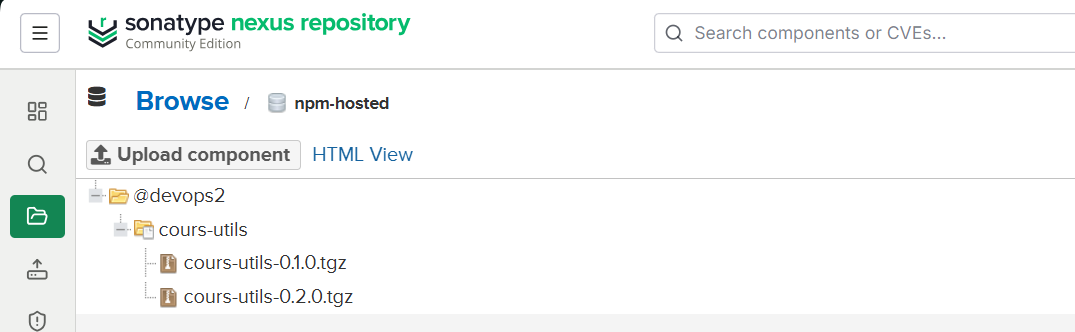 sonatype nexus repository
Community Edition
Search components or CVEs...
Browse / npm-hosted
Upload component HTML View
@devops2
cours-utils
cours-utils-0.1.0.tgz
cours-utils-0.2.0.tgz